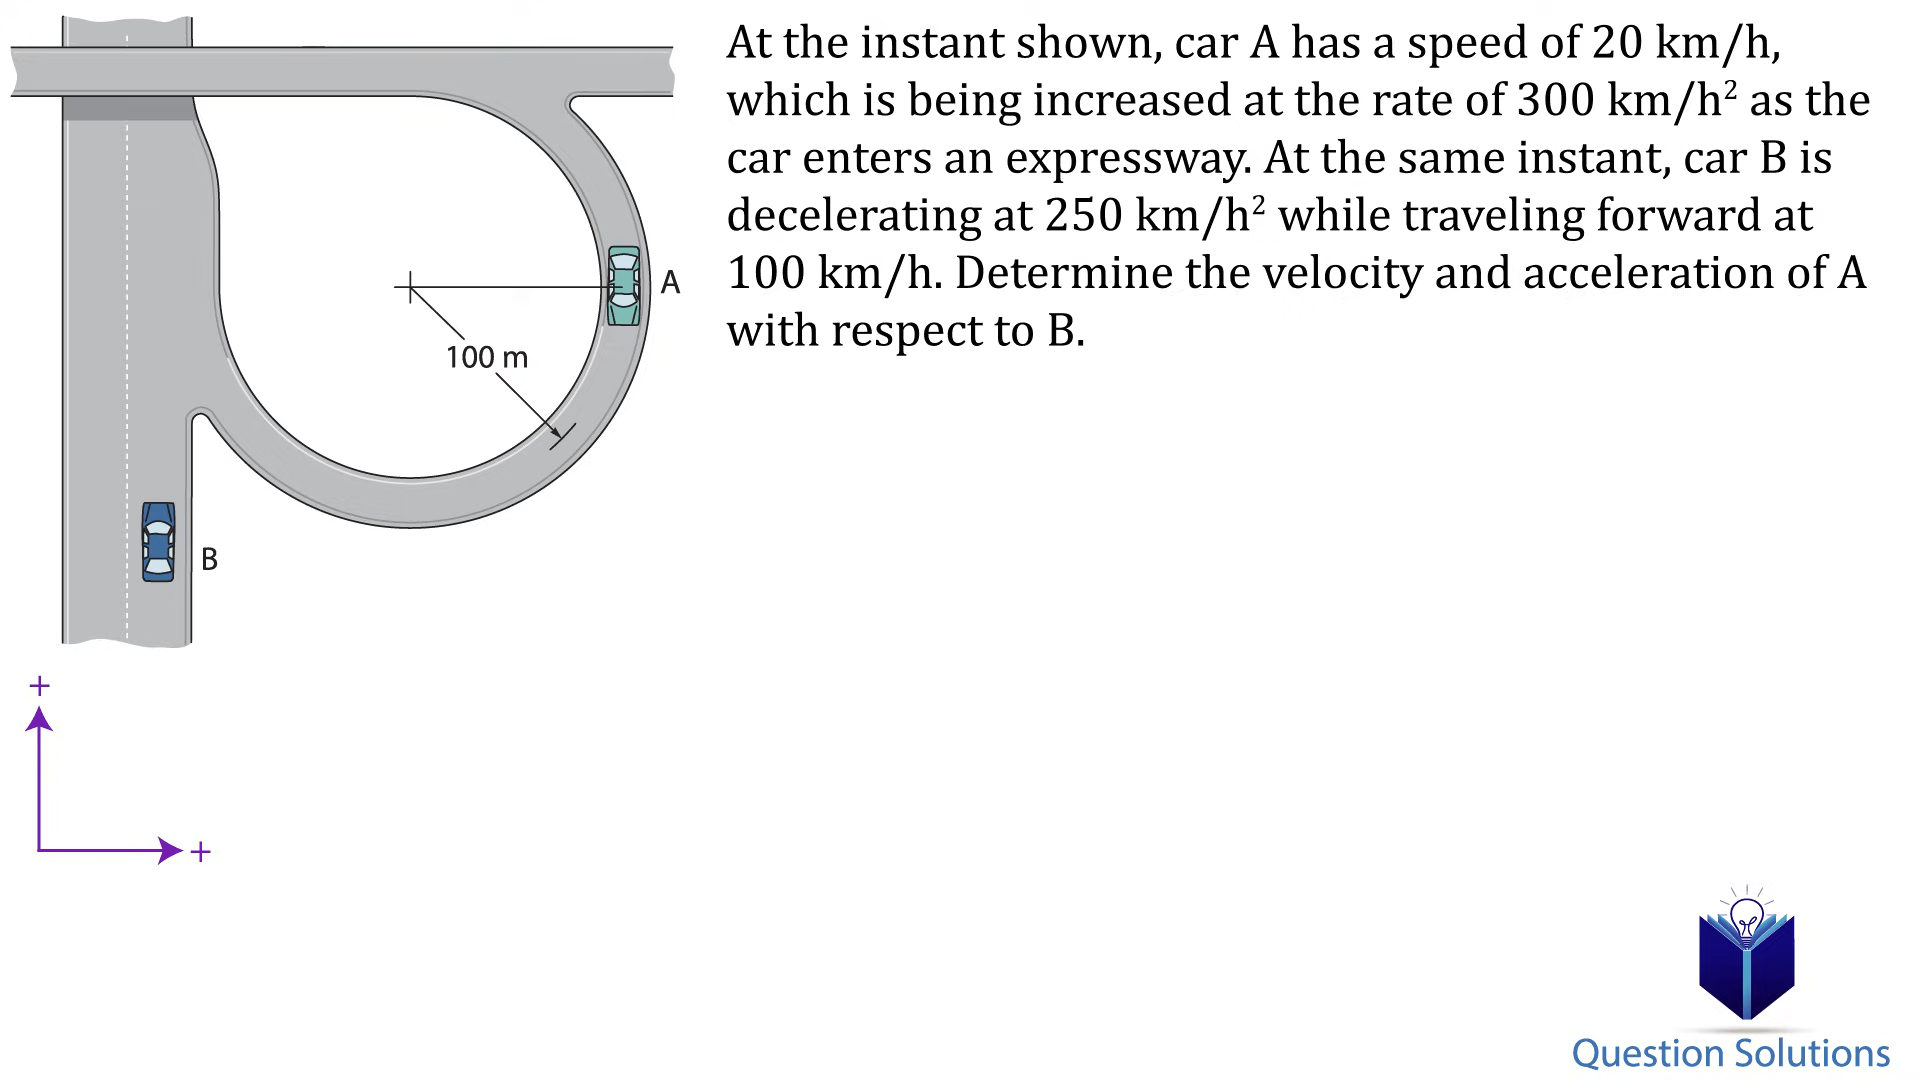 At the instant shown, car A has a speed of 20 km/h,
which is being increased at the rate of 300 km/h² as the
car enters an expressway. At the same instant, car B is
decelerating at 250 km/h² while traveling forward at
100 km/h. Determine the velocity and acceleration of A
with respect to B.
A
100 m
B
+
+
Question Solutions